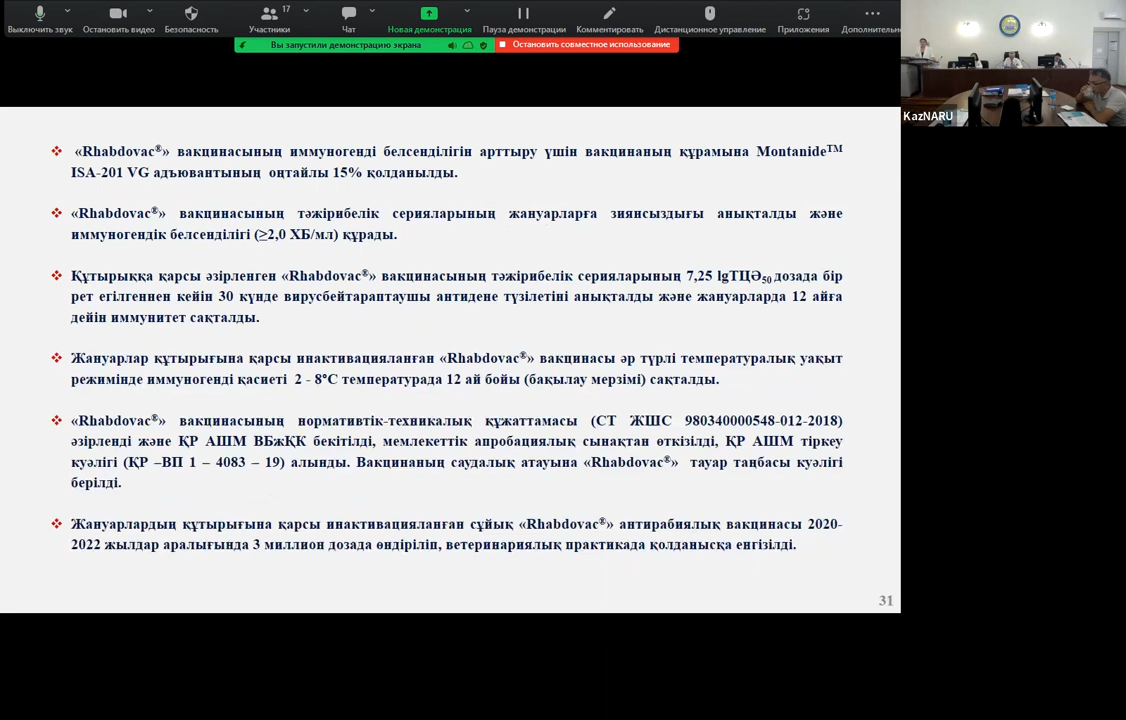 Выключить звук
Остановить видео
Безопасность
17
Участники
Чат
Новая демонстрация
Пауза демонстрации
Комментировать
Дистанционное управление
Приложения
Дополнительн
Вы запустили демонстрацию экрана
Остановить совместное использование
KazNARU
«Rhabdovac®» вакцинасының иммуногенді белсенділігін арттыру үшін вакцинаның құрамына Montanide™
ISA-201 VG адъювантының оңтайлы 15% қолданылды.
«Rhabdovac®» вакцинасының тәжірибелік серияларының жануарларға зиянсыздығы анықталды және
иммуногендік белсенділігі (≥2,0 ХБ/мл) құрады.
Құтырыққа қарсы әзірленген «Rhabdovac®» вакцинасының тәжірибелік серияларының 7,25 lgТЦӘ₅₀ дозада бір
рет егілгеннен кейін 30 күнде вирусбейтараптаушы антидене түзілетіні анықталды және жануарларда 12 айға
дейін иммунитет сақталды.
Жануарлар құтырығына қарсы инактивацияланған «Rhabdovac®» вакцинасы әр түрлі температуралық уақыт
режимінде иммуногенді қасиеті 2 - 8°С температурада 12 ай бойы (бақылау мерзімі) сақталды.
«Rhabdovac®» вакцинасының нормативтік-техникалық құжаттамасы (СТ ЖШС 980340000548-012-2018)
әзірленді және ҚР АШМ ВБжҚК бекітілді, мемлекеттік апробациялық сынақтан өткізілді, ҚР АШМ тіркеу
куәлігі (ҚР –ВП 1 – 4083 – 19) алынды. Вакцинаның саудалық атауына «Rhabdovac®» тауар таңбасы куәлігі
берілді.
Жануарлардың құтырығына қарсы инактивацияланған сұйық «Rhabdovac®» антирабиялық вакцинасы 2020-
2022 жылдар аралығында 3 миллион дозада өндіріліп, ветеринариялық практикада қолданысқа енгізілді.
31